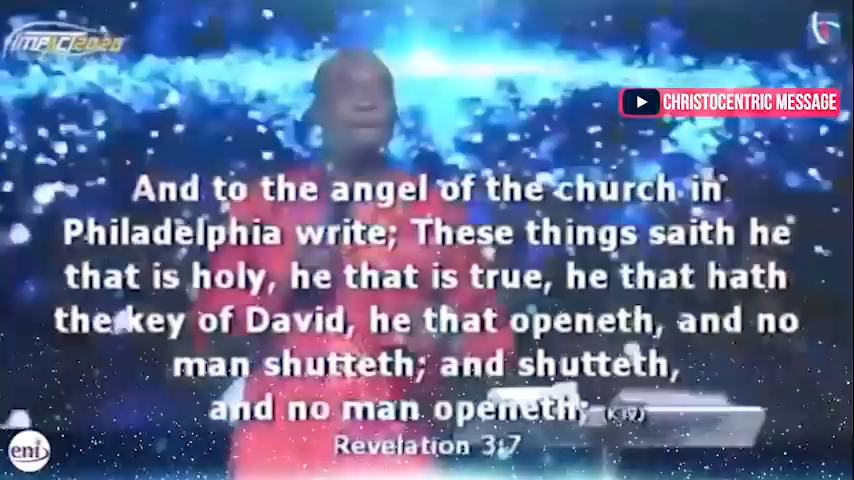 IMPACT2020
CHRISTOCENTRIC MESSAGE
And to the angel of the church in
Philadelphia write; These things saith he
that is holy, he that is true, he that hath
the key of David, he that openeth, and no
man shutteth; and shutteth,
and no man openeth; (KJV)
Revelation 3:7
eni